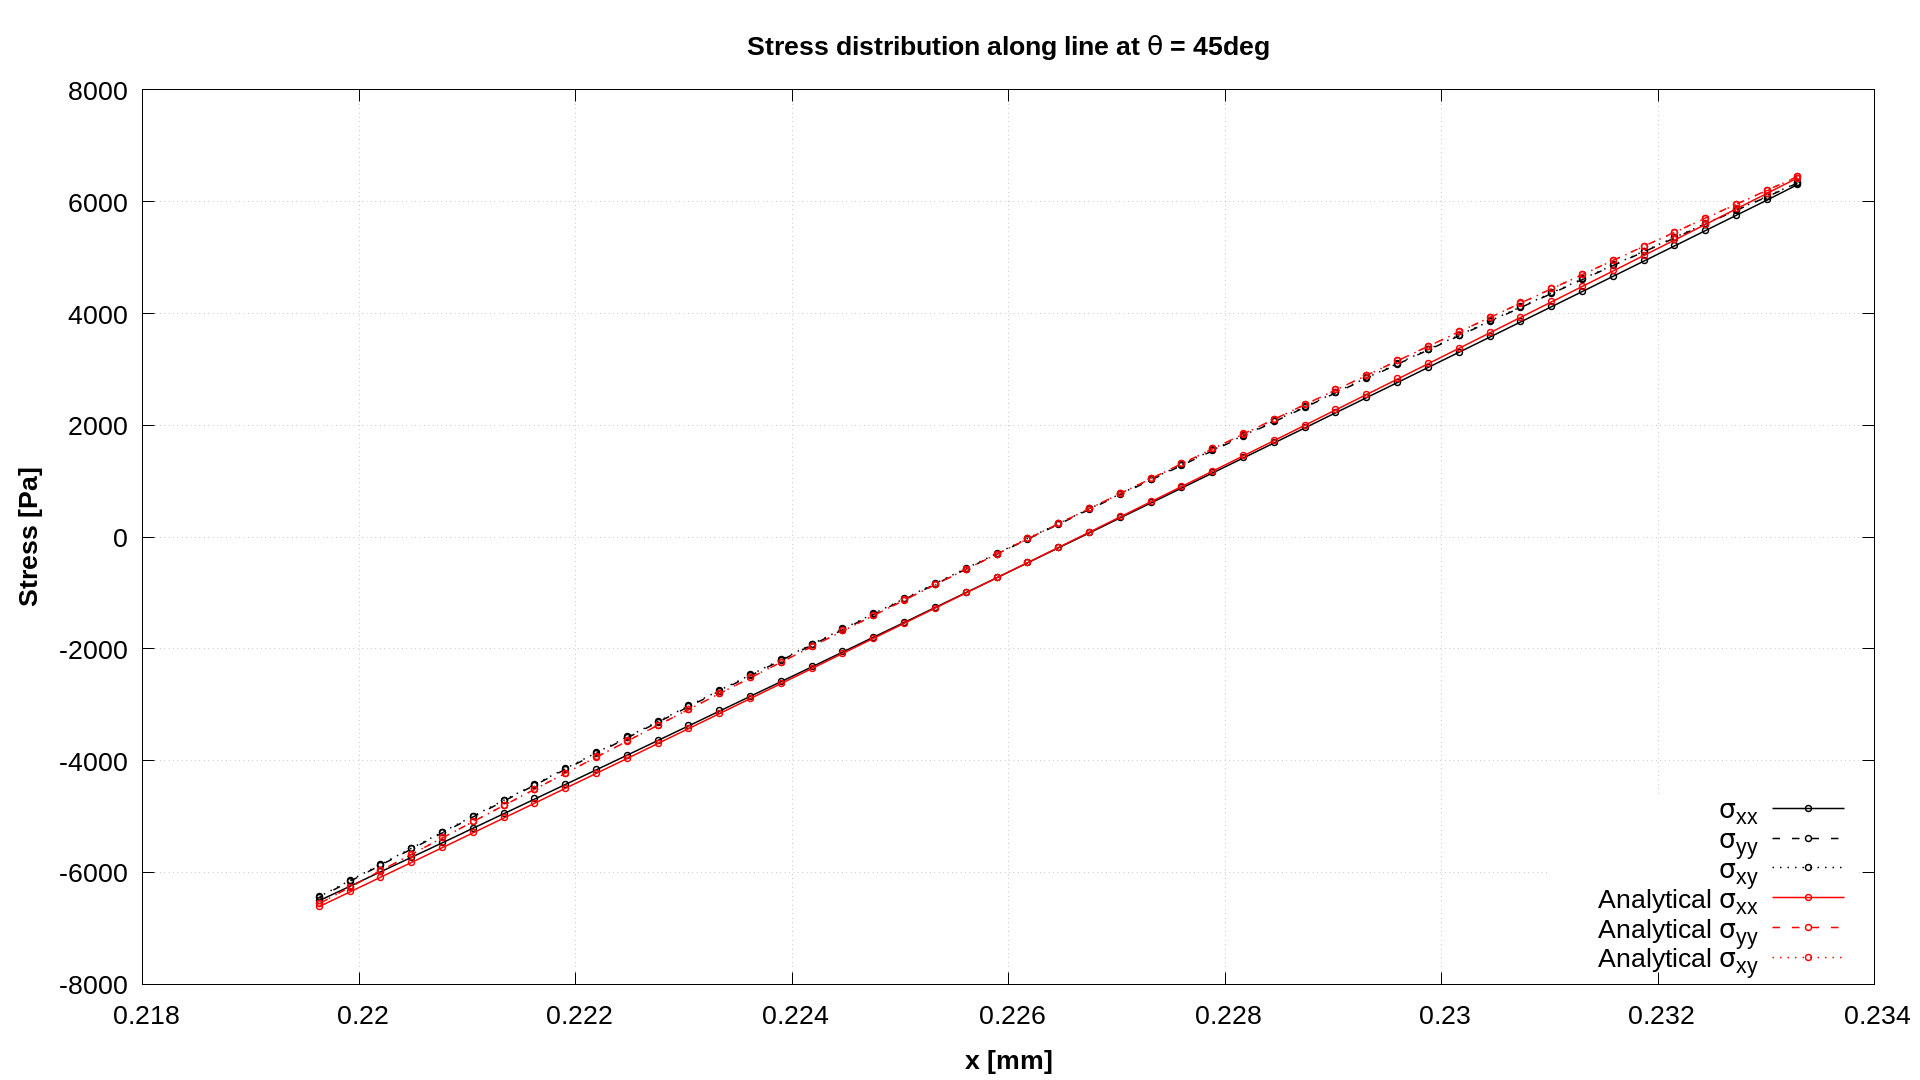 Stress distribution along line at θ = 45deg
8000
6000
4000
2000
0
-2000
-4000
-6000
-8000
Stress [Pa]
σxx
σyy
σxy
Analytical σxx
Analytical σyy
Analytical σxy
0.218 0.22 0.222 0.224 0.226 0.228 0.23 0.232 0.234
x [mm]